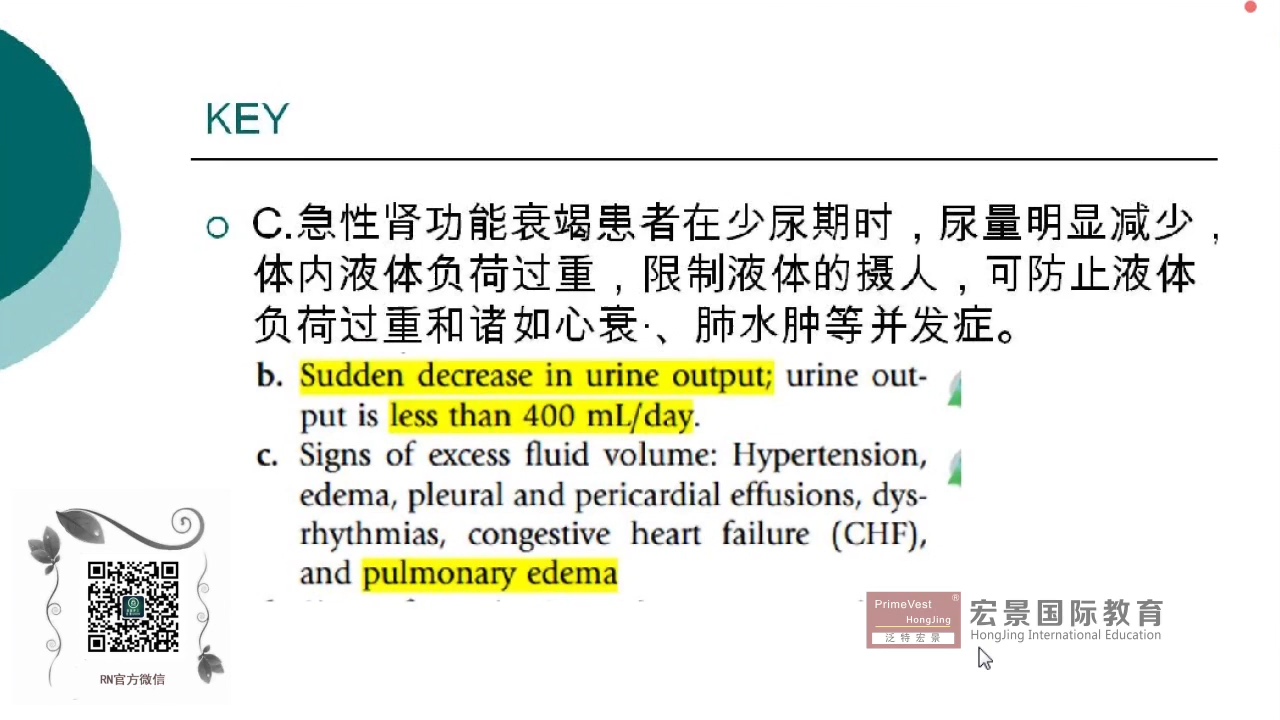 KEY
C.急性肾功能衰竭患者在少尿期时，尿量明显减少，
体内液体负荷过重，限制液体的摄人，可防止液体
负荷过重和诸如心衰·、肺水肿等并发症。
b. Sudden decrease in urine output; urine out-
put is less than 400 mL/day.
c. Signs of excess fluid volume: Hypertension,
edema, pleural and pericardial effusions, dys-
rhythmias, congestive heart failure (CHF),
and pulmonary edema
PrimeVest ®
HongJing
泛特宏景
宏景国际教育
HongJing International Education
RN官方微信